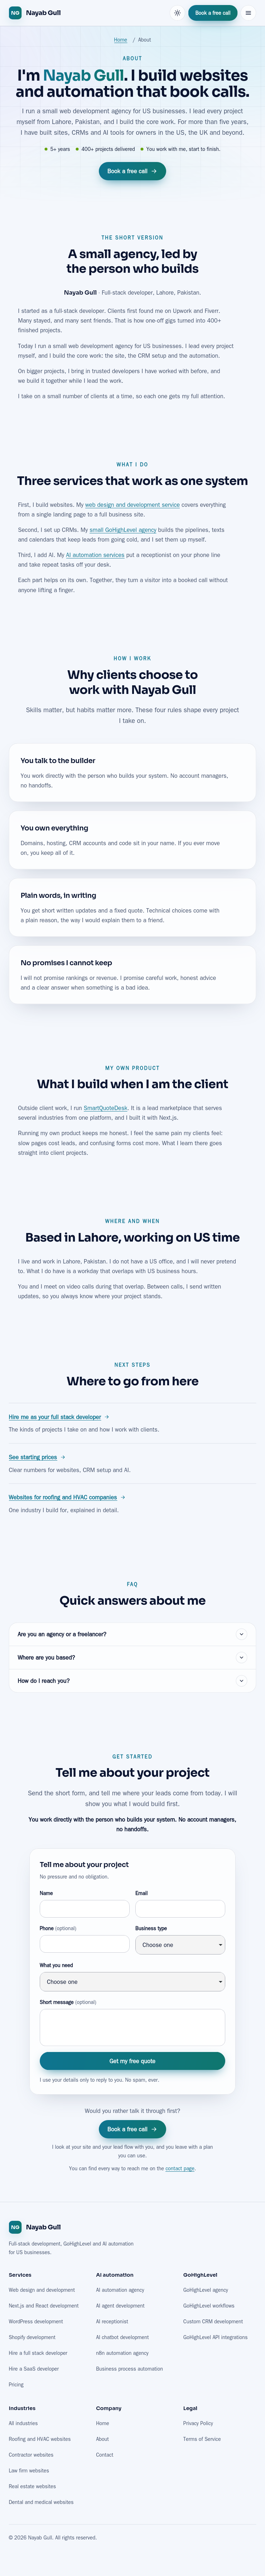 NG Nayab Gull Book a free call
Home / About
ABOUT
I'm Nayab Gull. I build websites
and automation that book calls.
I run a small web development agency for US businesses. I lead every project
myself from Lahore, Pakistan, and I build the core work. For more than five years,
I have built sites, CRMs and AI tools for owners in the US, the UK and beyond.
5+ years 400+ projects delivered You work with me, start to finish.
Book a free call →
THE SHORT VERSION
A small agency, led by
the person who builds
Nayab Gull · Full-stack developer, Lahore, Pakistan.
I started as a full-stack developer. Clients first found me on Upwork and Fiverr.
Many stayed, and many sent friends. That is how one-off gigs turned into 400+
finished projects.
Today I run a small web development agency for US businesses. I lead every project
myself, and I build the core work: the site, the CRM setup and the automation.
On bigger projects, I bring in trusted developers I have worked with before, and
we build it together while I lead the work.
I take on a small number of clients at a time, so each one gets my full attention.
WHAT I DO
Three services that work as one system
First, I build websites. My web design and development service covers everything
from a single landing page to a full business site.
Second, I set up CRMs. My small GoHighLevel agency builds the pipelines, texts
and calendars that keep leads from going cold, and I set them up myself.
Third, I add AI. My AI automation services put a receptionist on your phone line
and take repeat tasks off your desk.
Each part helps on its own. Together, they turn a visitor into a booked call without
anyone lifting a finger.
HOW I WORK
Why clients choose to
work with Nayab Gull
Skills matter, but habits matter more. These four rules shape every project
I take on.
You talk to the builder
You work directly with the person who builds your system. No account managers,
no handoffs.
You own everything
Domains, hosting, CRM accounts and code sit in your name. If you ever move
on, you keep all of it.
Plain words, in writing
You get short written updates and a fixed quote. Technical choices come with
a plain reason, the way I would explain them to a friend.
No promises I cannot keep
I will not promise rankings or revenue. I promise careful work, honest advice
and a clear answer when something is a bad idea.
MY OWN PRODUCT
What I build when I am the client
Outside client work, I run SmartQuoteDesk. It is a lead marketplace that serves
several industries from one platform, and I built it with Next.js.
Running my own product keeps me honest. I feel the same pain my clients feel:
slow pages cost leads, and confusing forms cost more. What I learn there goes
straight into client projects.
WHERE AND WHEN
Based in Lahore, working on US time
I live and work in Lahore, Pakistan. I do not have a US office, and I will never pretend
to. What I do have is a workday that overlaps with US business hours.
You and I meet on video calls during that overlap. Between calls, I send written
updates, so you always know where your project stands.
NEXT STEPS
Where to go from here
Hire me as your full stack developer →
The kinds of projects I take on and how I work with clients.
See starting prices →
Clear numbers for websites, CRM setup and AI.
Websites for roofing and HVAC companies →
One industry I build for, explained in detail.
FAQ
Quick answers about me
Are you an agency or a freelancer?
Where are you based?
How do I reach you?
GET STARTED
Tell me about your project
Send the short form, and tell me where your leads come from today. I will
show you what I would build first.
You work directly with the person who builds your system. No account managers,
no handoffs.
Tell me about your project
No pressure and no obligation.
Name Email
Phone (optional) Business type
Choose one
What you need
Choose one
Short message (optional)
Get my free quote
I use your details only to reply to you. No spam, ever.
Would you rather talk it through first?
Book a free call →
I look at your site and your lead flow with you, and you leave with a plan
you can use.
You can find every way to reach me on the contact page.
NG Nayab Gull
Full-stack development, GoHighLevel and AI automation
for US businesses.
Services AI automation GoHighLevel
Web design and development AI automation agency GoHighLevel agency
Next.js and React development AI agent development GoHighLevel workflows
WordPress development AI receptionist Custom CRM development
Shopify development AI chatbot development GoHighLevel API integrations
Hire a full stack developer n8n automation agency
Hire a SaaS developer Business process automation
Pricing
Industries Company Legal
All industries Home Privacy Policy
Roofing and HVAC websites About Terms of Service
Contractor websites Contact
Law firm websites
Real estate websites
Dental and medical websites
© 2026 Nayab Gull. All rights reserved.